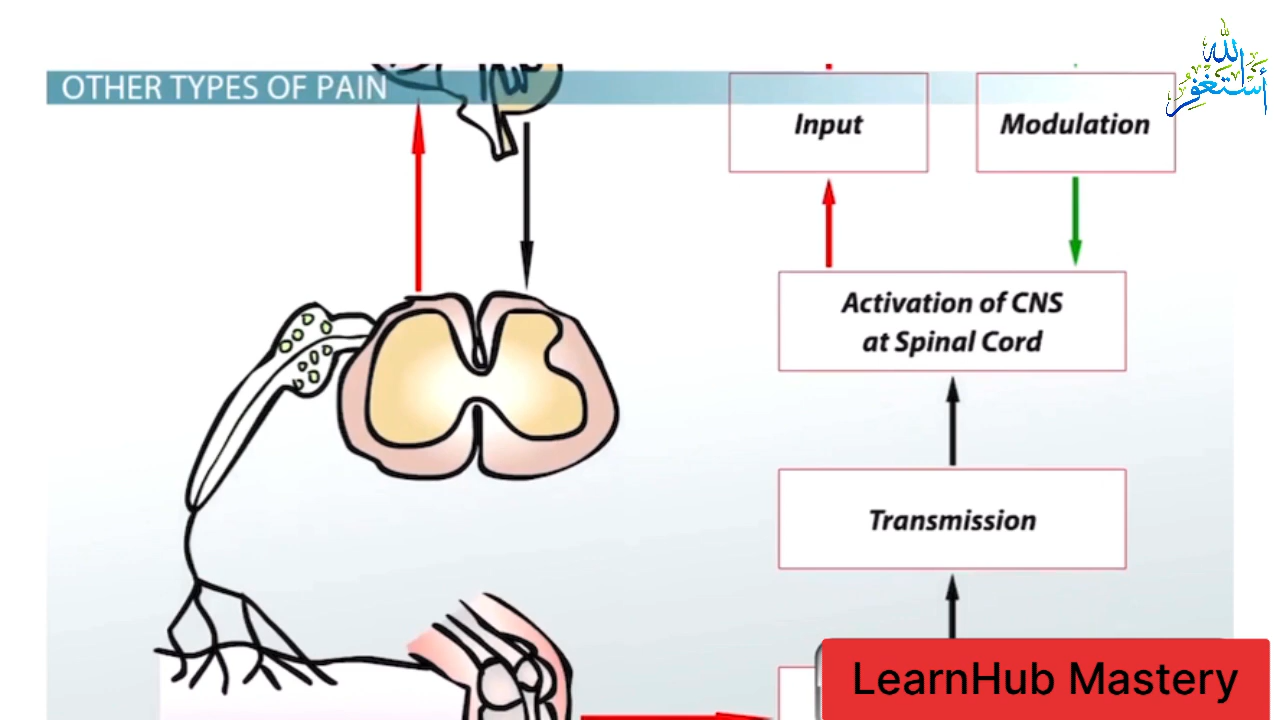 OTHER TYPES OF PAIN
Input
Modulation
الله
أستغفر
Activation of CNS
at Spinal Cord
Transmission
LearnHub Mastery